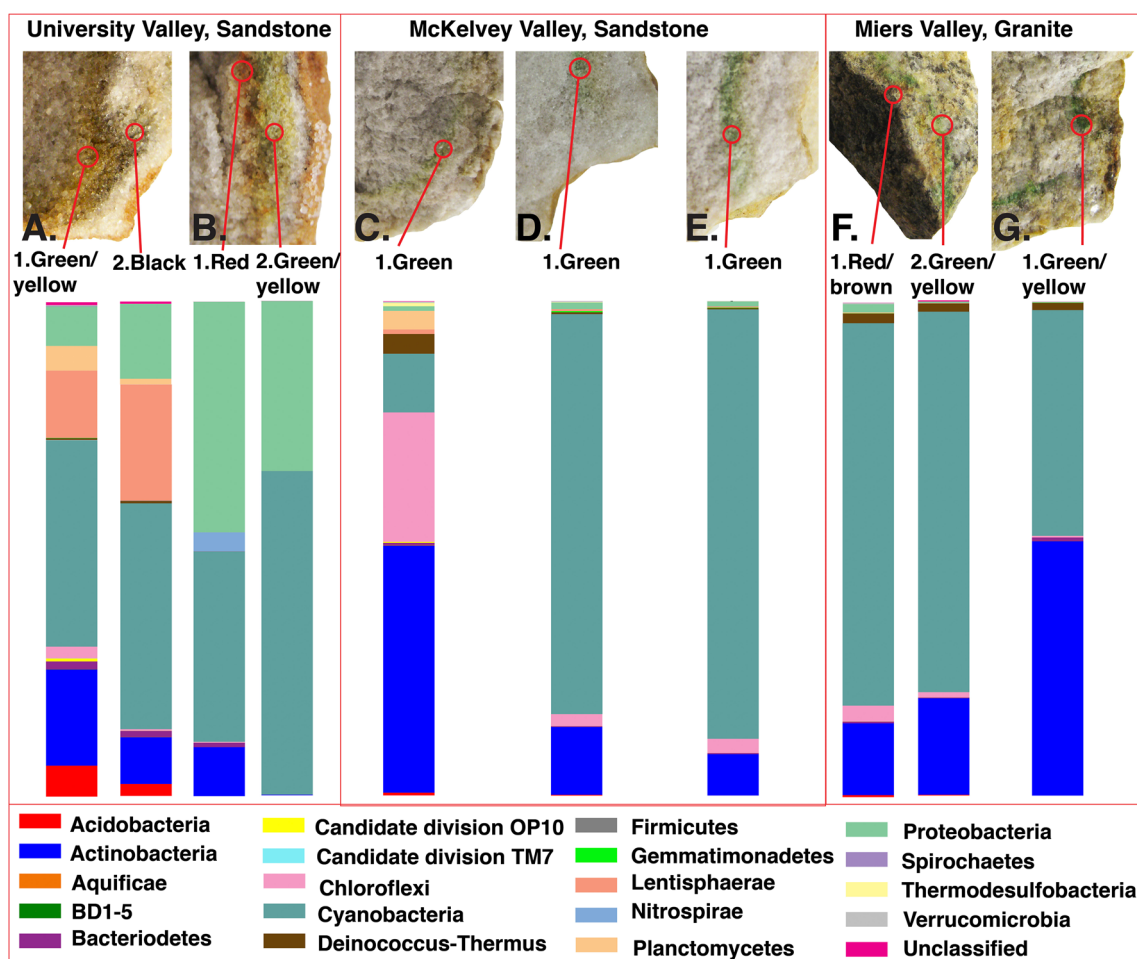 University Valley, Sandstone
McKelvey Valley, Sandstone
Miers Valley, Granite
A.
B.
C.
D.
E.
F.
G.
1.Green/
yellow
2.Black
1.Red
2.Green/
yellow
1.Green
1.Green
1.Green
1.Red/
brown
2.Green/
yellow
1.Green/
yellow
Acidobacteria
Actinobacteria
Aquificae
BD1-5
Bacteriodetes
Candidate division OP10
Candidate division TM7
Chloroflexi
Cyanobacteria
Deinococcus-Thermus
Firmicutes
Gemmatimonadetes
Lentisphaerae
Nitrospirae
Planctomycetes
Proteobacteria
Spirochaetes
Thermodesulfobacteria
Verrucomicrobia
Unclassified